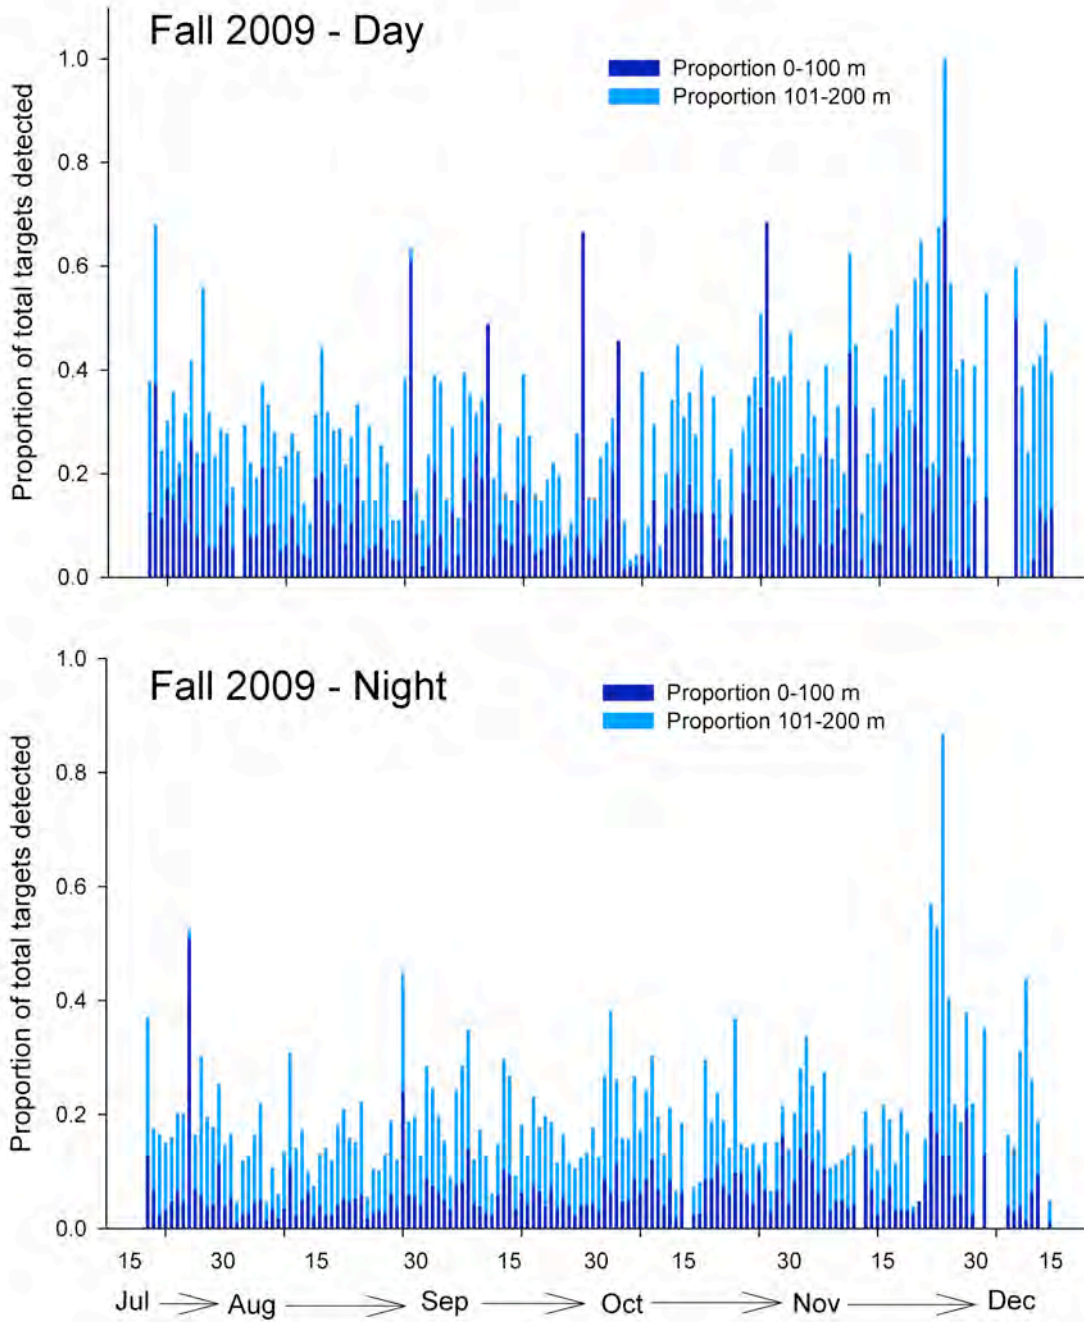 Fall 2009 - Day
Proportion 0-100 m
Proportion 101-200 m
Proportion of total targets detected
1.0
0.8
0.6
0.4
0.2
0.0
Fall 2009 - Night
Proportion 0-100 m
Proportion 101-200 m
Proportion of total targets detected
1.0
0.8
0.6
0.4
0.2
0.0
15 30 15 30 15 30 15 30 15 30 15
Jul Aug Sep Oct Nov Dec